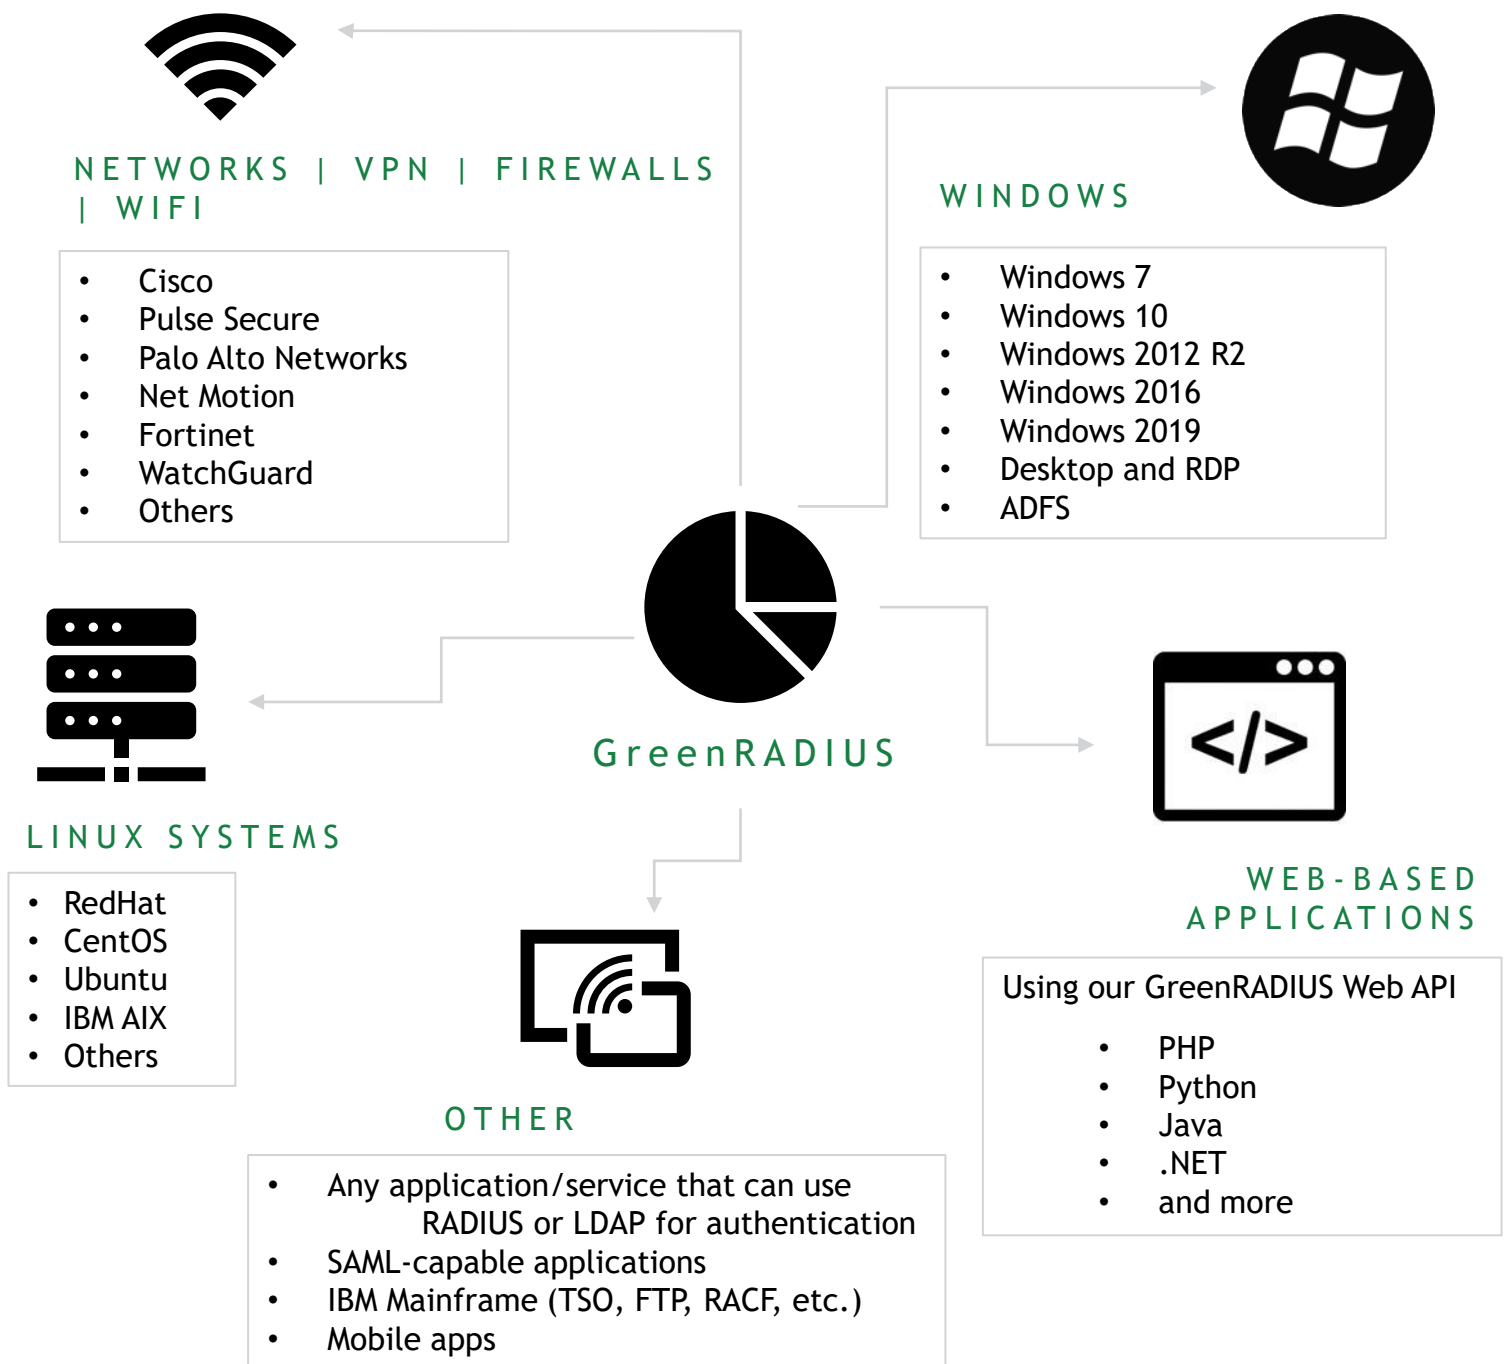 NETWORKS | VPN | FIREWALLS
| WIFI
• Cisco
• Pulse Secure
• Palo Alto Networks
• Net Motion
• Fortinet
• WatchGuard
• Others
WINDOWS
• Windows 7
• Windows 10
• Windows 2012 R2
• Windows 2016
• Windows 2019
• Desktop and RDP
• ADFS
GreenRADIUS
LINUX SYSTEMS
• RedHat
• CentOS
• Ubuntu
• IBM AIX
• Others
</>
WEB-BASED
APPLICATIONS
Using our GreenRADIUS Web API
• PHP
• Python
• Java
• .NET
• and more
OTHER
• Any application/service that can use
RADIUS or LDAP for authentication
• SAML-capable applications
• IBM Mainframe (TSO, FTP, RACF, etc.)
• Mobile apps